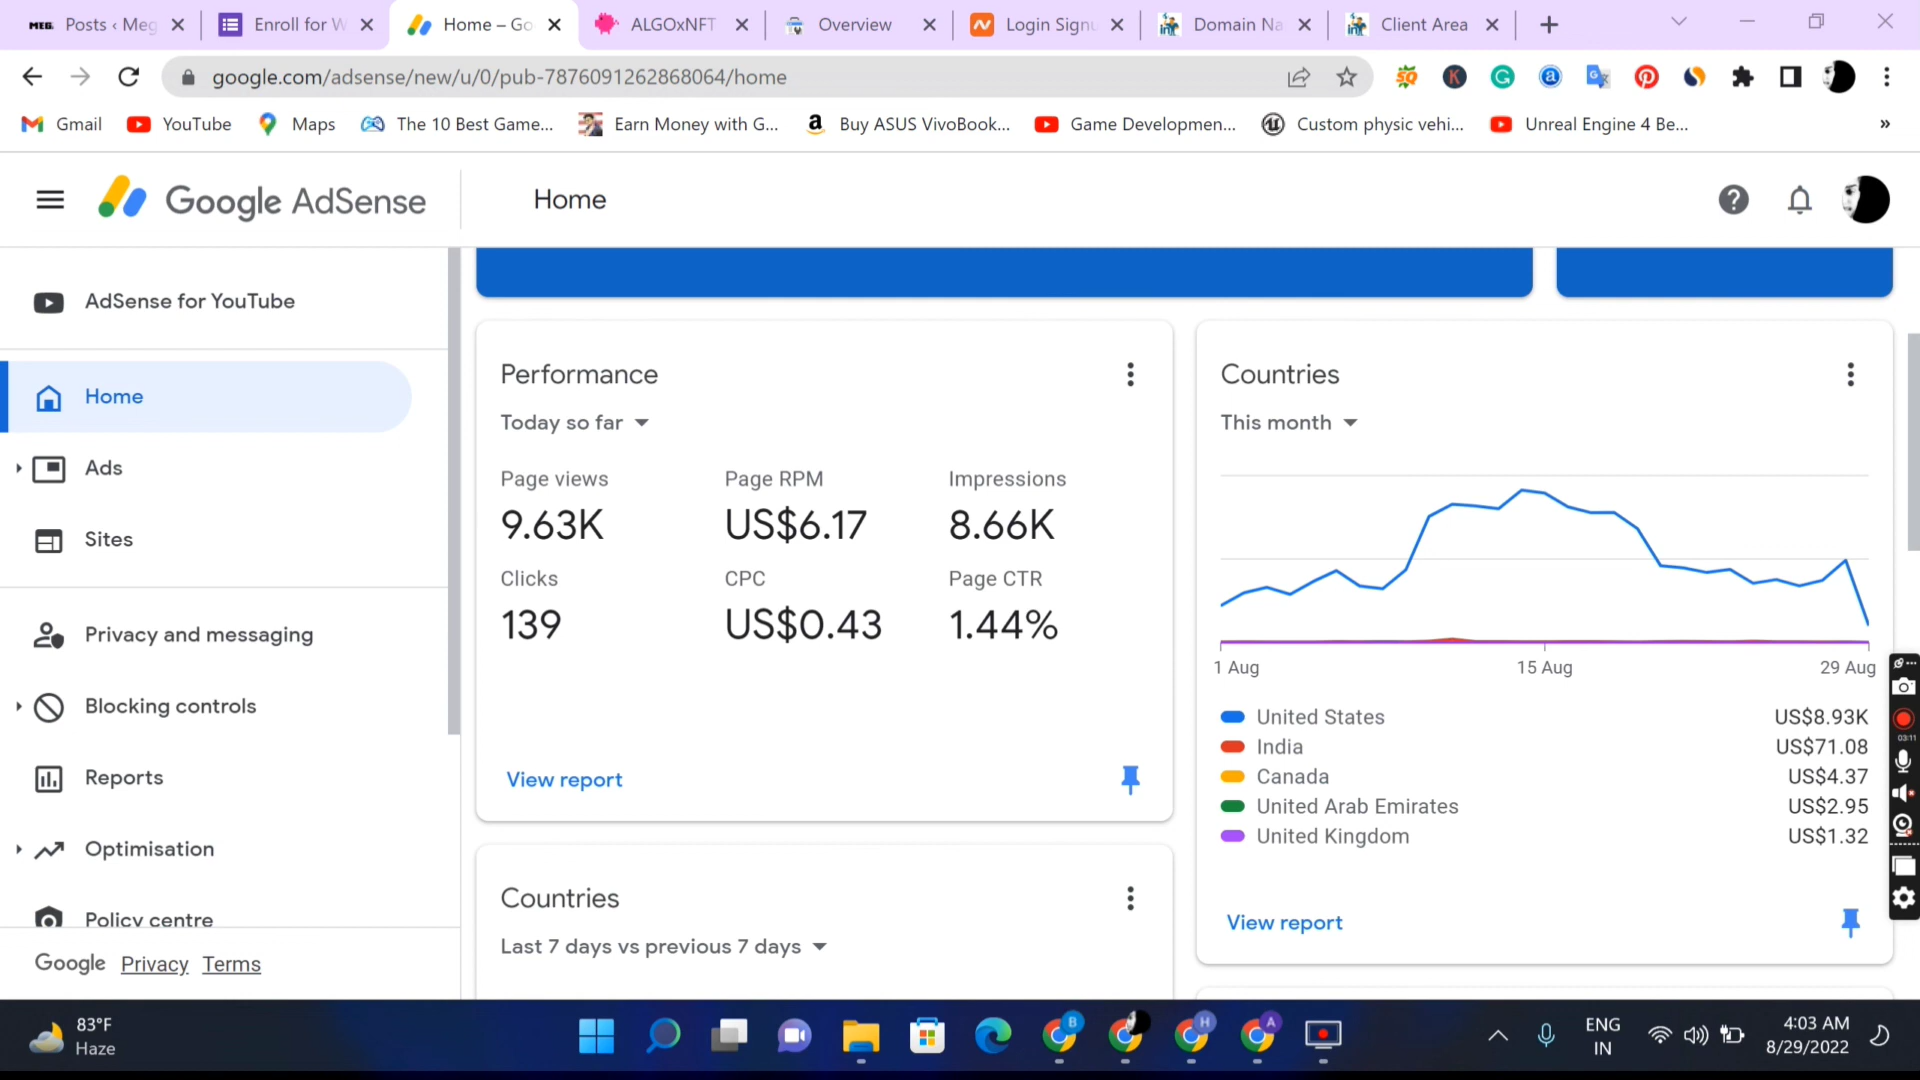 MEG. Posts ‹ Meg
Enroll for W
Home – Go
ALGOxNFT
Overview
Login Signu
Domain Na
Client Area
google.com/adsense/new/u/0/pub-7876091262868064/home
Gmail
YouTube
Maps
The 10 Best Game...
Earn Money with G...
Buy ASUS VivoBook...
Game Developmen...
Custom physic vehi...
Unreal Engine 4 Be...
»
Google AdSense
Home
AdSense for YouTube
Home
Ads
Sites
Privacy and messaging
Blocking controls
Reports
Optimisation
Policy centre
Google Privacy Terms
Performance
Today so far
Page views Page RPM Impressions
9.63K US$6.17 8.66K
Clicks CPC Page CTR
139 US$0.43 1.44%
View report
Countries
This month
1 Aug 15 Aug 29 Aug
United States US$8.93K
India US$71.08
Canada US$4.37
United Arab Emirates US$2.95
United Kingdom US$1.32
View report
Countries
Last 7 days vs previous 7 days
03:11
83°F
Haze
ENG
IN
4:03 AM
8/29/2022